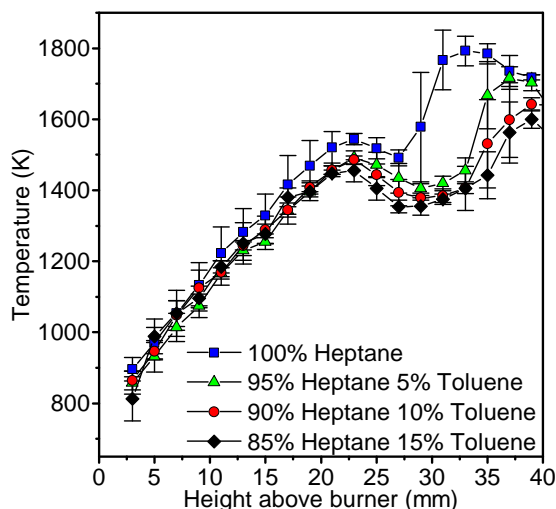 1800
1600
1400
1200
1000
800
Temperature (K)
100% Heptane
95% Heptane 5% Toluene
90% Heptane 10% Toluene
85% Heptane 15% Toluene
0 5 10 15 20 25 30 35 40
Height above burner (mm)